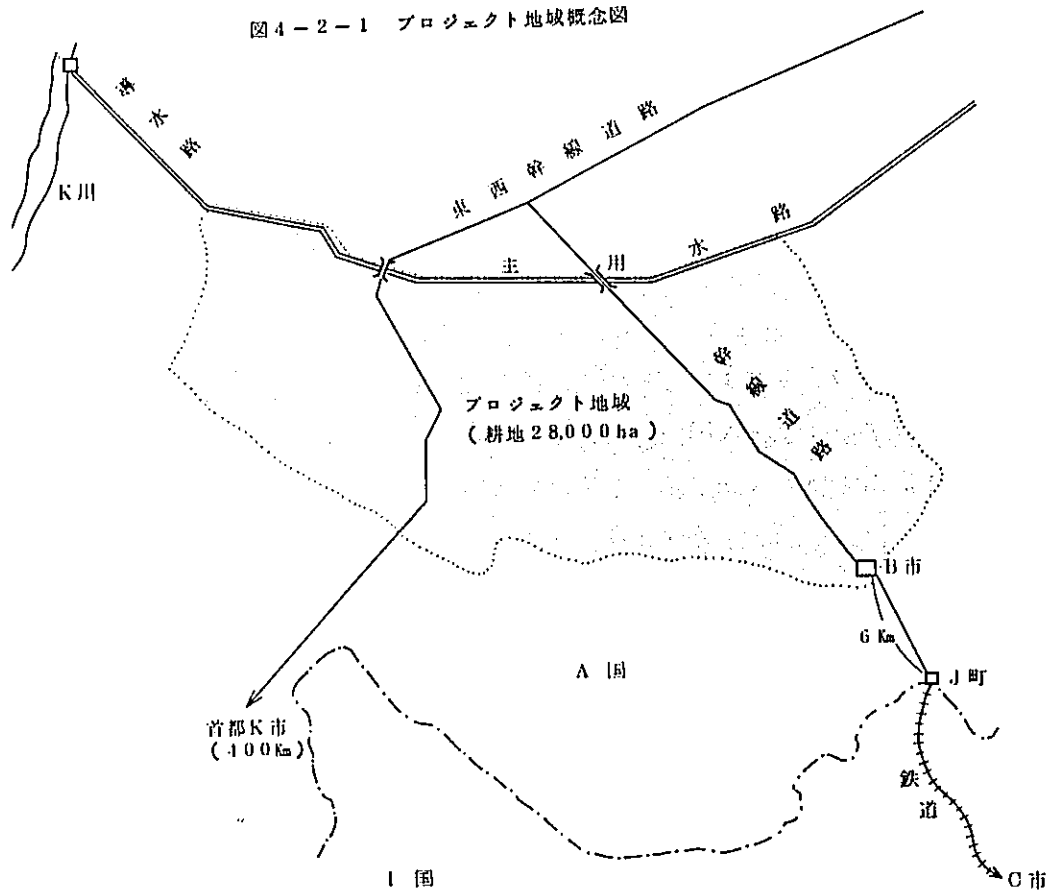 図4-2-1 プロジェクト地域概念図
導水路
K川
東西幹線道路
主用水路
幹線道路
プロジェクト地域
(耕地28,000ha)
B市
6Km
A国
J町
首都K市
(400Km)
鉄道
I国
C市